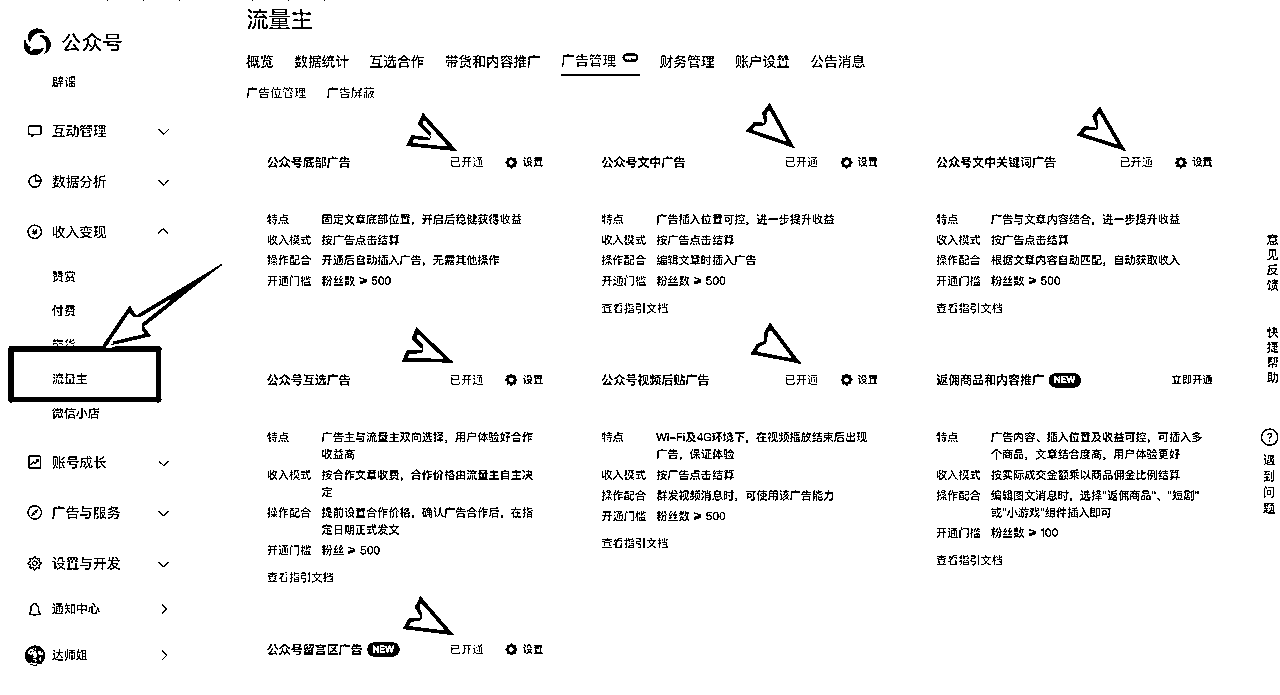 流量主
公众号
概览 数据统计 互选合作 带货和内容推广 广告管理 财务管理 账户设置 公告消息
辟谣
广告位管理 广告屏蔽
互动管理
数据分析
收入变现
赞赏
付费
带货
流量主
微信小店
账号成长
广告与服务
设置与开发
通知中心
达师姐
公众号底部广告 已开通 设置
特点 固定文章底部位置，开启后稳健获得收益
收入模式 按广告点击结算
操作配合 开通后自动插入广告，无需其他操作
开通门槛 粉丝数 ≥ 500
公众号文中广告 已开通 设置
特点 广告插入位置可控，进一步提升收益
收入模式 按广告点击结算
操作配合 编辑文章时插入广告
开通门槛 粉丝数 ≥ 500
查看指引文档
公众号文中关键词广告 已开通 设置
特点 广告与文章内容结合，进一步提升收益
收入模式 按广告点击结算
操作配合 根据文章内容自动匹配，自动获取收入
开通门槛 粉丝数 ≥ 500
查看指引文档
公众号互选广告 已开通 设置
特点 广告主与流量主双向选择，用户体验好合作
收益高
收入模式 按合作文章收费，合作价格由流量主自主决
定
操作配合 提前设置合作价格，确认广告合作后，在指
定日期正式发文
开通门槛 粉丝 ≥ 500
查看指引文档
公众号视频后贴广告 已开通 设置
特点 Wi-Fi及4G环境下，在视频播放结束后出现
广告，保证体验
收入模式 按广告点击结算
操作配合 群发视频消息时，可使用该广告能力
开通门槛 粉丝数 ≥ 500
查看指引文档
返佣商品和内容推广 NEW 立即开通
特点 广告内容、插入位置及收益可控，可插入多
个商品，文章结合度高，用户体验更好
收入模式 按实际成交金额乘以商品佣金比例结算
操作配合 编辑图文消息时，选择"返佣商品"、"短剧"
或"小游戏"组件插入即可
开通门槛 粉丝数 ≥ 100
查看指引文档
公众号留言区广告 NEW 已开通 设置
意见反馈
快捷帮助
遇到问题